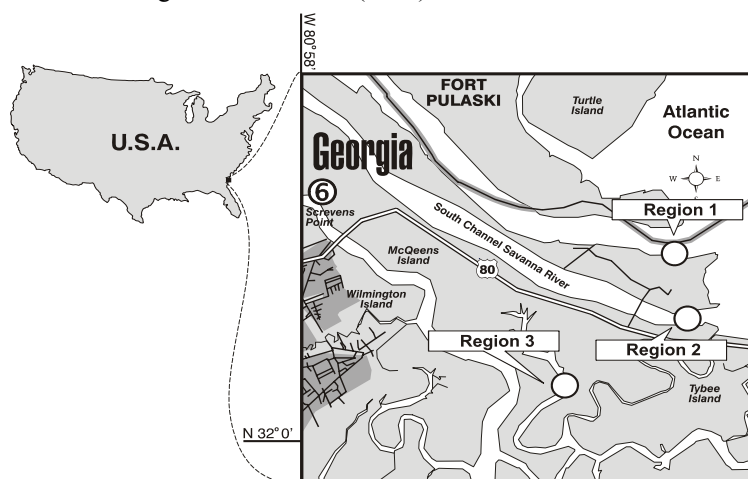 W 80°58'
U.S.A.
FORT
PULASKI
Turtle
Island
Atlantic
Ocean
N
W
E
S
Georgia
6
Screvens
Point
Region 1
South Channel Savanna River
McQeens
Island
80
Wilmington
Island
Region 3
Region 2
Tybee
Island
N 32°0'